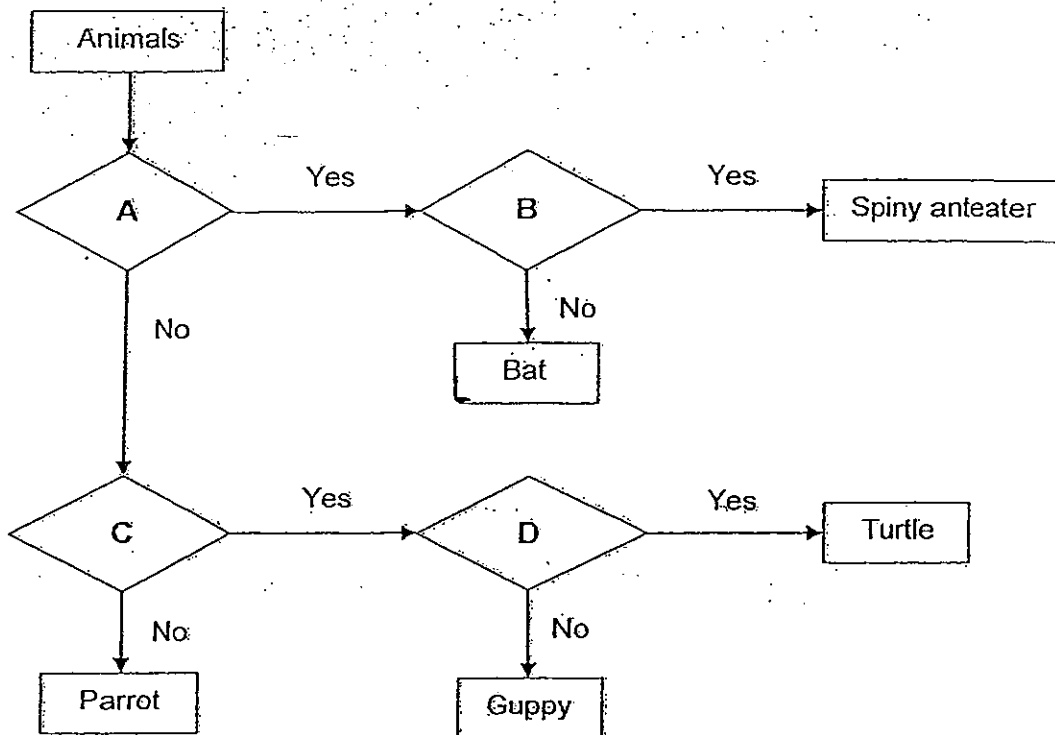 Animals
A
Yes
B
Yes
Spiny anteater
No
No
Bat
C
Yes
D
Yes
Turtle
No
No
Parrot
Guppy